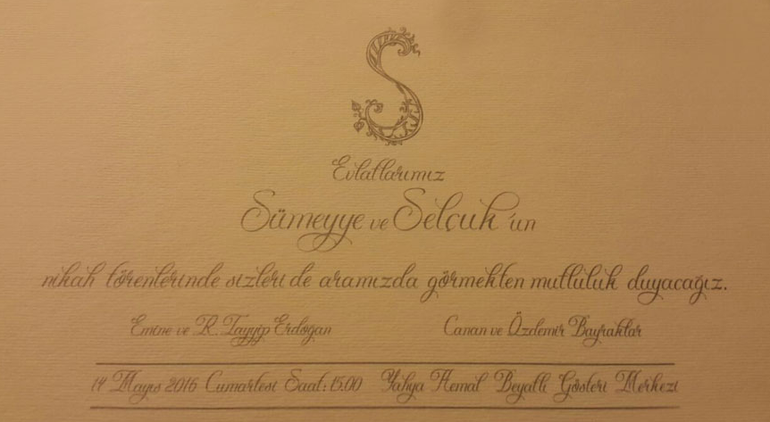 S
Evlatlarımız
Sümeyye ve Selçuk'un
nikah törenlerinde sizleri de aramızda görmekten mutluluk duyacağız.
Emine ve R. Tayyip Erdoğan Canan ve Özdemir Bayraktar
14 Mayıs 2016 Cumartesi Saat: 15.00 Yahya Kemal Beyatlı Gösteri Merkezi